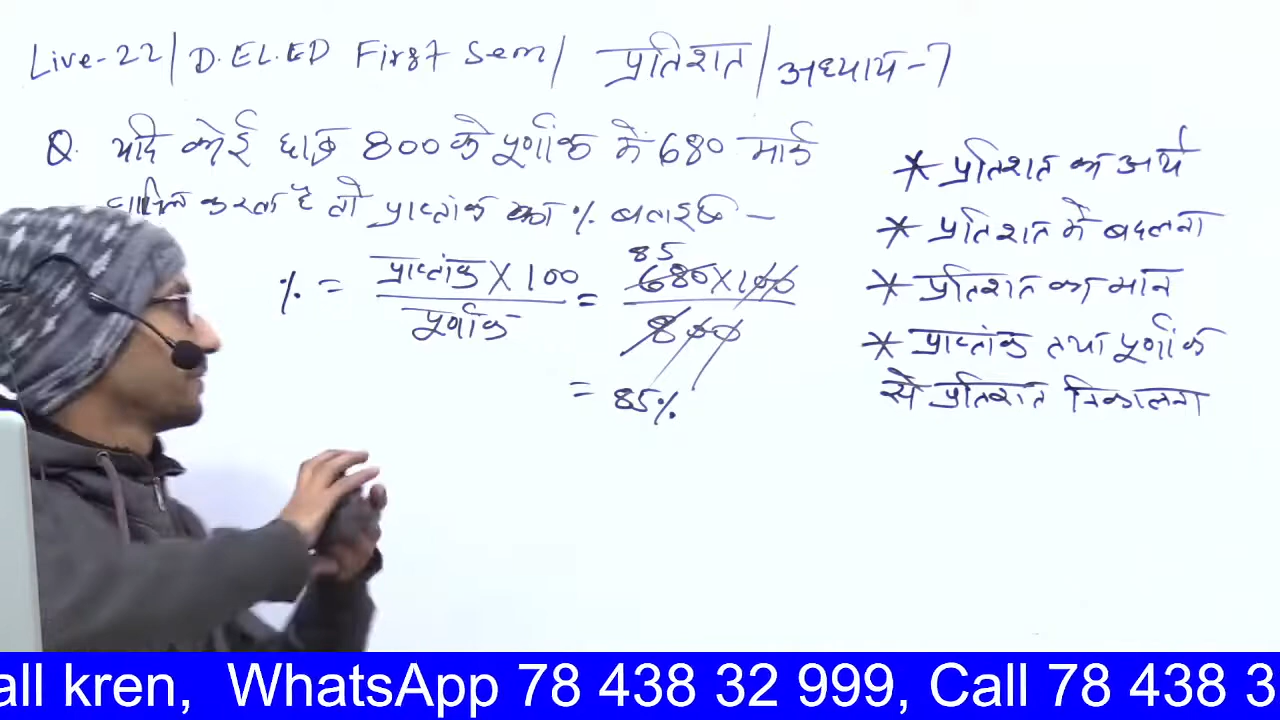 Live-22 | D.EL.ED First Sem | प्रतिशत | अध्याय-7
Q. यदि कोई छात्र 800 के पूर्णांक में 680 मार्क
करता है तो प्राप्तांक का % बताइए -
% = प्राप्तांक X 100 / पूर्णांक = 680 X 100 / 800
85
= 85%
* प्रतिशत का अर्थ
* प्रतिशत में बदलना
* प्रतिशत का मान
* प्राप्तांक तथा पूर्णांक
से प्रतिशत निकालना
all kren, WhatsApp 78 438 32 999, Call 78 438 3